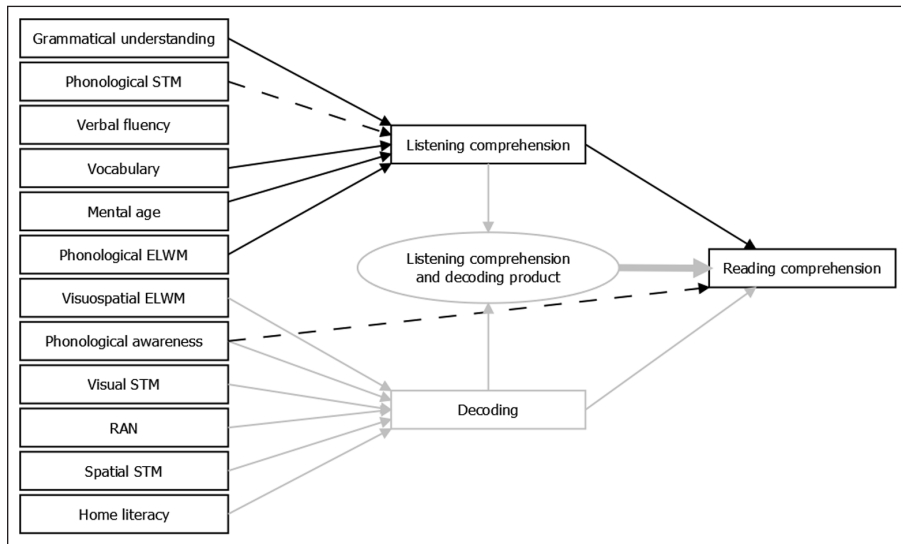 Grammatical understanding
Phonological STM
Verbal fluency
Vocabulary
Mental age
Phonological ELWM
Visuospatial ELWM
Phonological awareness
Visual STM
RAN
Spatial STM
Home literacy
Listening comprehension
Listening comprehension
and decoding product
Decoding
Reading comprehension